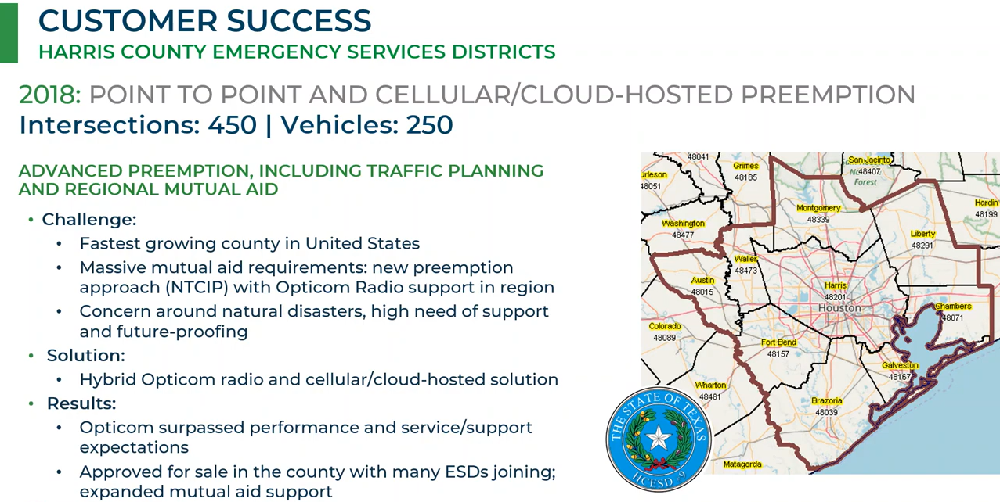 CUSTOMER SUCCESS
HARRIS COUNTY EMERGENCY SERVICES DISTRICTS
2018: POINT TO POINT AND CELLULAR/CLOUD-HOSTED PREEMPTION
Intersections: 450 | Vehicles: 250
ADVANCED PREEMPTION, INCLUDING TRAFFIC PLANNING
AND REGIONAL MUTUAL AID
• Challenge:
• Fastest growing county in United States
• Massive mutual aid requirements: new preemption
approach (NTCIP) with Opticom Radio support in region
• Concern around natural disasters, high need of support
and future-proofing
• Solution:
• Hybrid Opticom radio and cellular/cloud-hosted solution
• Results:
• Opticom surpassed performance and service/support
expectations
• Approved for sale in the county with many ESDs joining;
expanded mutual aid support
48041
Grimes
48185
San Jacinto
48407
Forest
urleson
48051
Hardin
48199
Montgomery
48339
Washington
48477
Liberty
48291
Waller
48473
Austin
48015
Harris
48201
Houston
Chambers
48071
Colorado
48089
Fort Bend
48157
Galveston
48167
Wharton
48481
Brazoria
48039
Matagorda
THE STATE OF TEXAS
HCESD #9